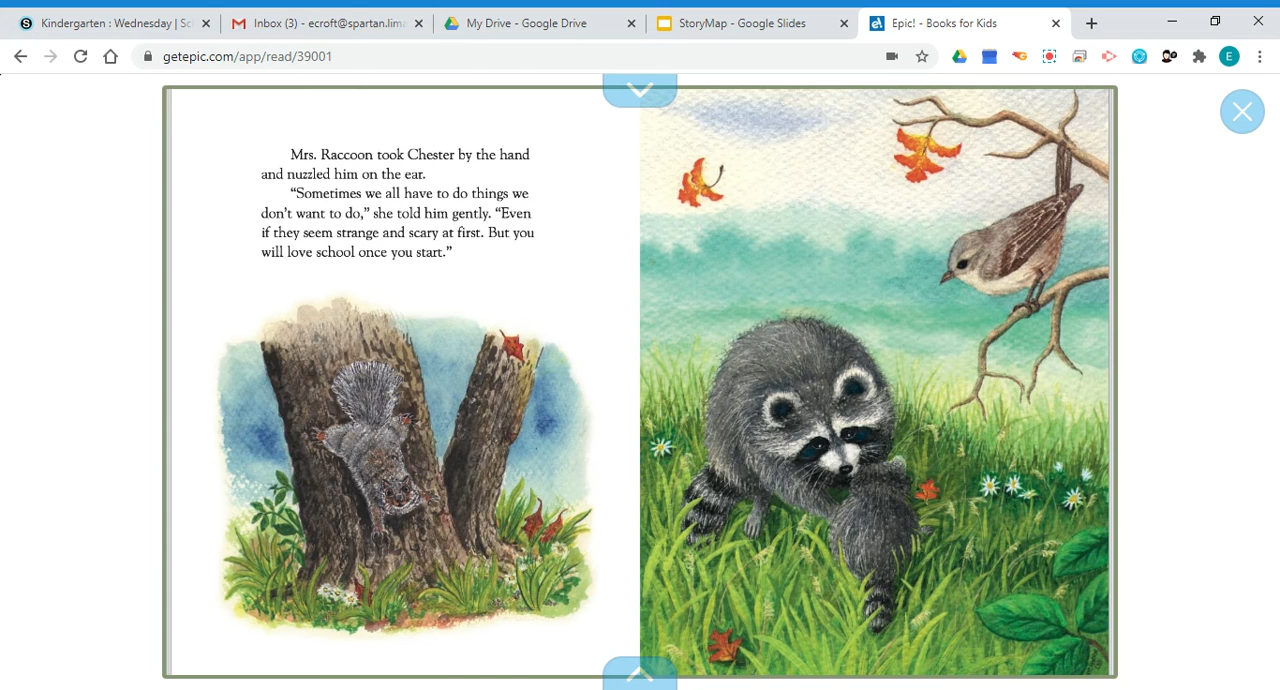 Kindergarten : Wednesday | Sc
Inbox (3) - ecroft@spartan.lima
My Drive - Google Drive
StoryMap - Google Slides
Epic! - Books for Kids
getepic.com/app/read/39001
E
Mrs. Raccoon took Chester by the hand
and nuzzled him on the ear.
“Sometimes we all have to do things we
don’t want to do,” she told him gently. “Even
if they seem strange and scary at first. But you
will love school once you start.”